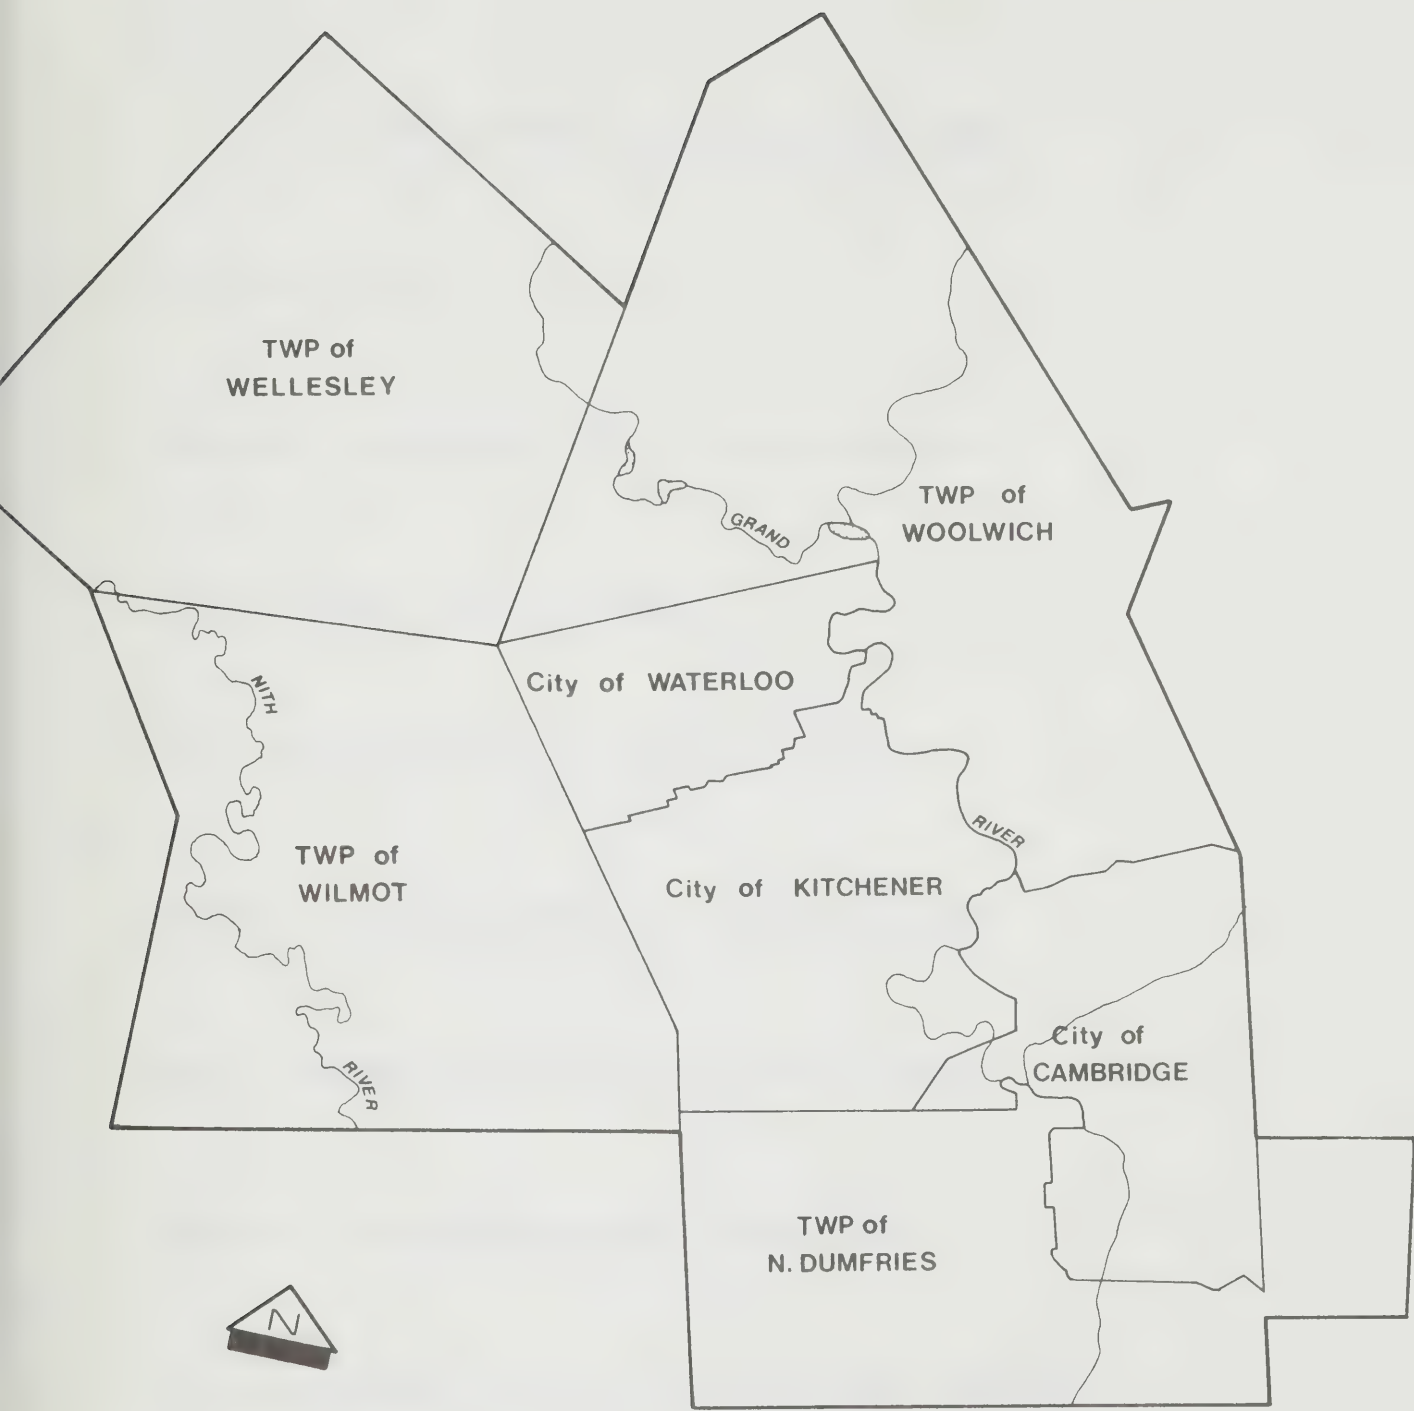 TWP of
WELLESLEY
TWP of
WOOLWICH
GRAND
City of WATERLOO
NITH
RIVER
TWP of
WILMOT
City of KITCHENER
City of
CAMBRIDGE
RIVER
TWP of
N. DUMFRIES
N